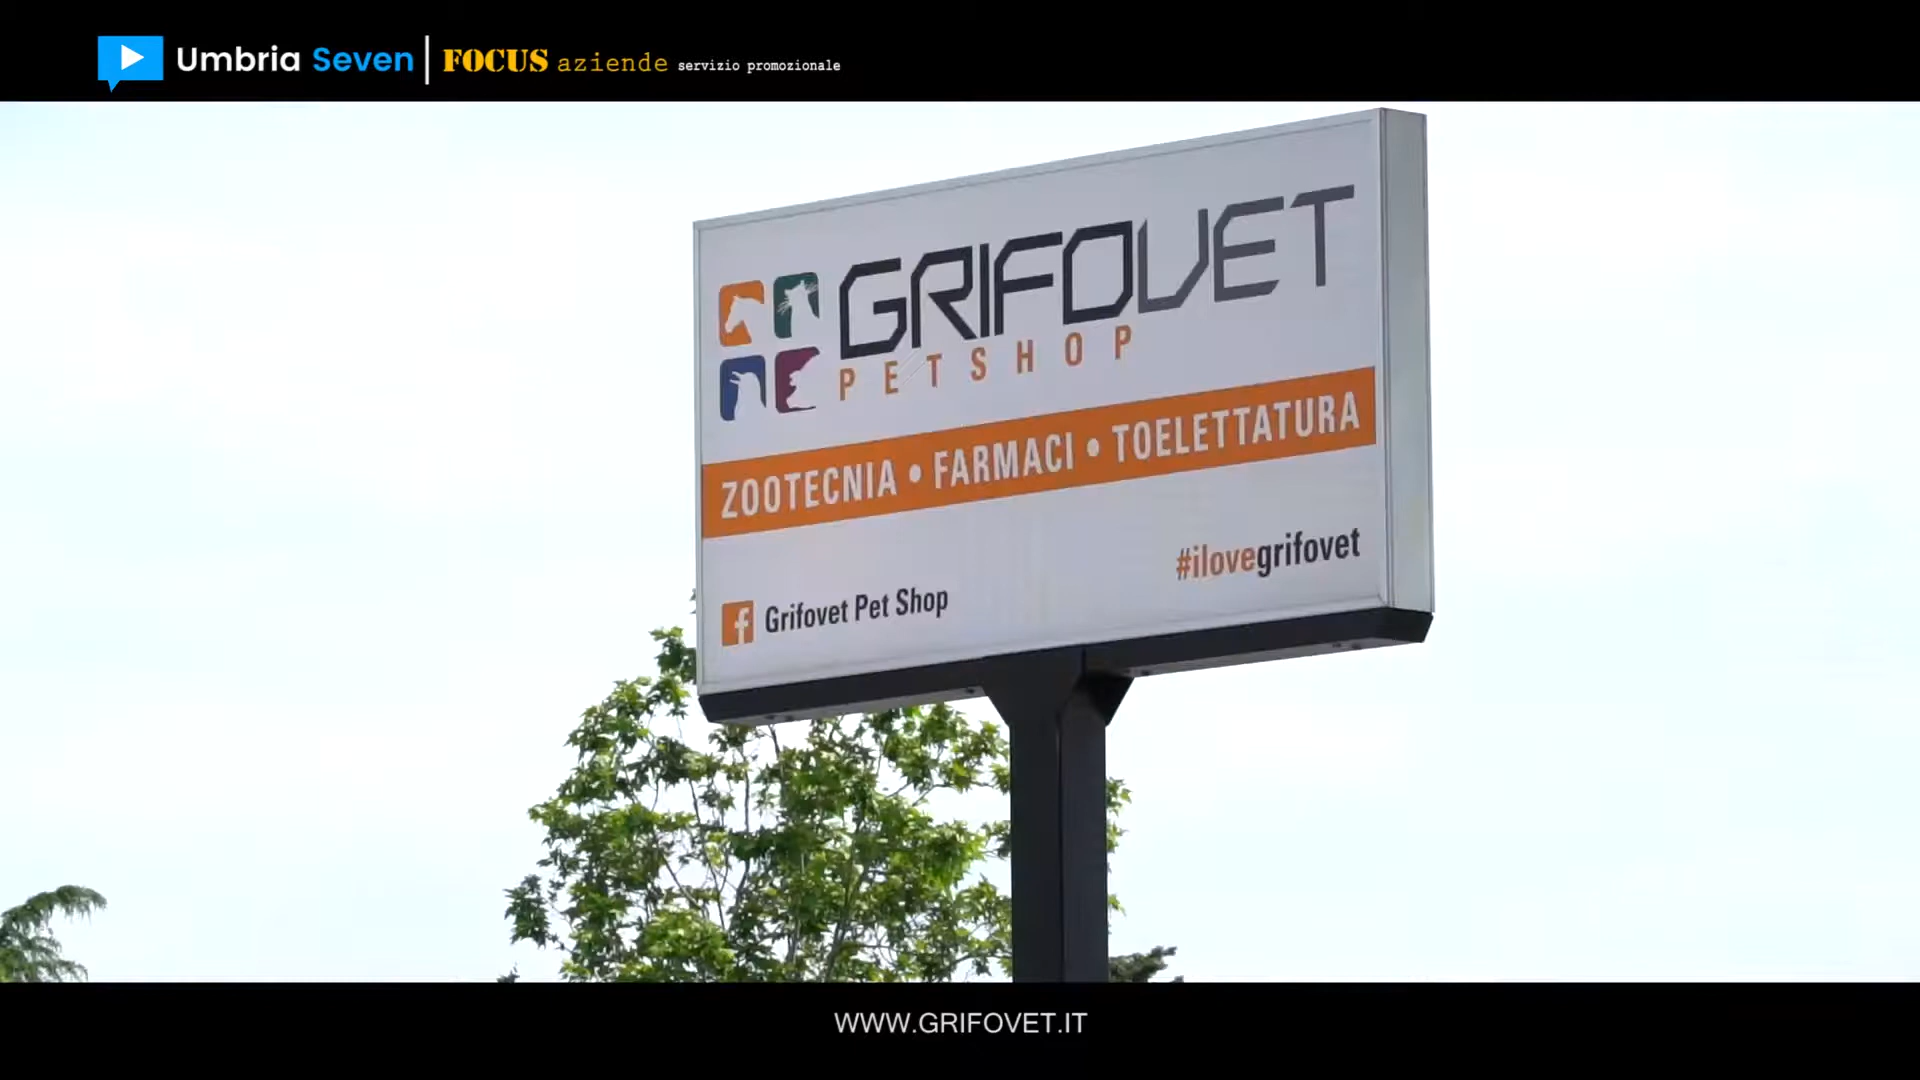 Umbria Seven FOCUS aziende servizio promozionale
GRIFOVET
PETSHOP
ZOOTECNIA • FARMACI • TOELETTATURA
#ilovegrifovet
f Grifovet Pet Shop
WWW.GRIFOVET.IT